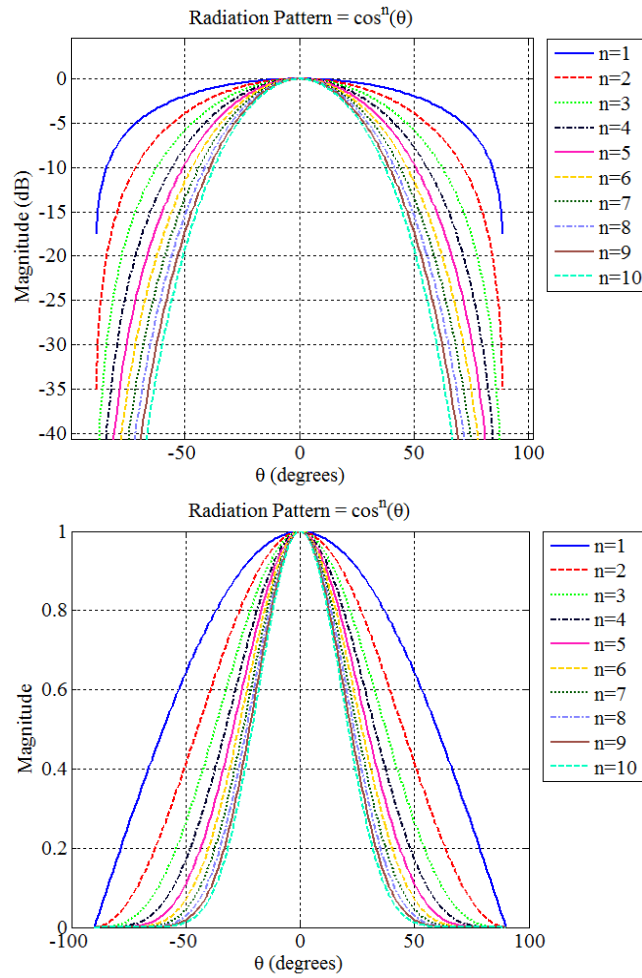 Radiation Pattern = cosⁿ(θ)
0
-5
-10
-15
-20
-25
-30
-35
-40
Magnitude (dB)
-50
0
50
100
θ (degrees)
n=1
n=2
n=3
n=4
n=5
n=6
n=7
n=8
n=9
n=10
Radiation Pattern = cosⁿ(θ)
1
0.8
0.6
0.4
0.2
0
Magnitude
-100
-50
0
50
100
θ (degrees)
n=1
n=2
n=3
n=4
n=5
n=6
n=7
n=8
n=9
n=10